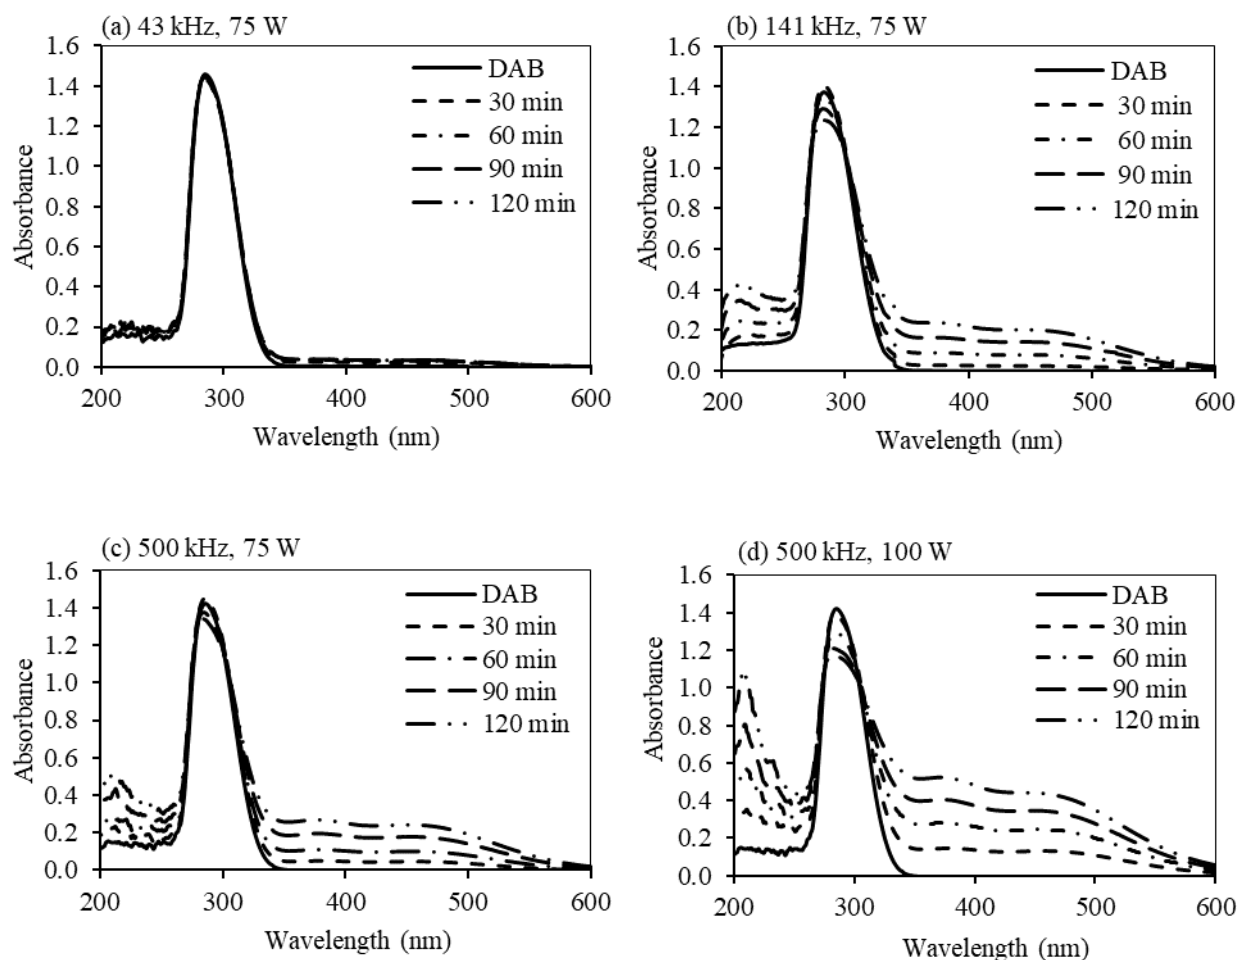 (a) 43 kHz, 75 W
1.6
1.4
1.2
1.0
0.8
0.6
0.4
0.2
0.0
Absorbance
DAB
30 min
60 min
90 min
120 min
200 300 400 500 600
Wavelength (nm)
(b) 141 kHz, 75 W
1.6
1.4
1.2
1.0
0.8
0.6
0.4
0.2
0.0
Absorbance
DAB
30 min
60 min
90 min
120 min
200 300 400 500 600
Wavelength (nm)
(c) 500 kHz, 75 W
1.6
1.4
1.2
1.0
0.8
0.6
0.4
0.2
0.0
Absorbance
DAB
30 min
60 min
90 min
120 min
200 300 400 500 600
Wavelength (nm)
(d) 500 kHz, 100 W
1.6
1.4
1.2
1.0
0.8
0.6
0.4
0.2
0.0
Absorbance
DAB
30 min
60 min
90 min
120 min
200 300 400 500 600
Wavelength (nm)